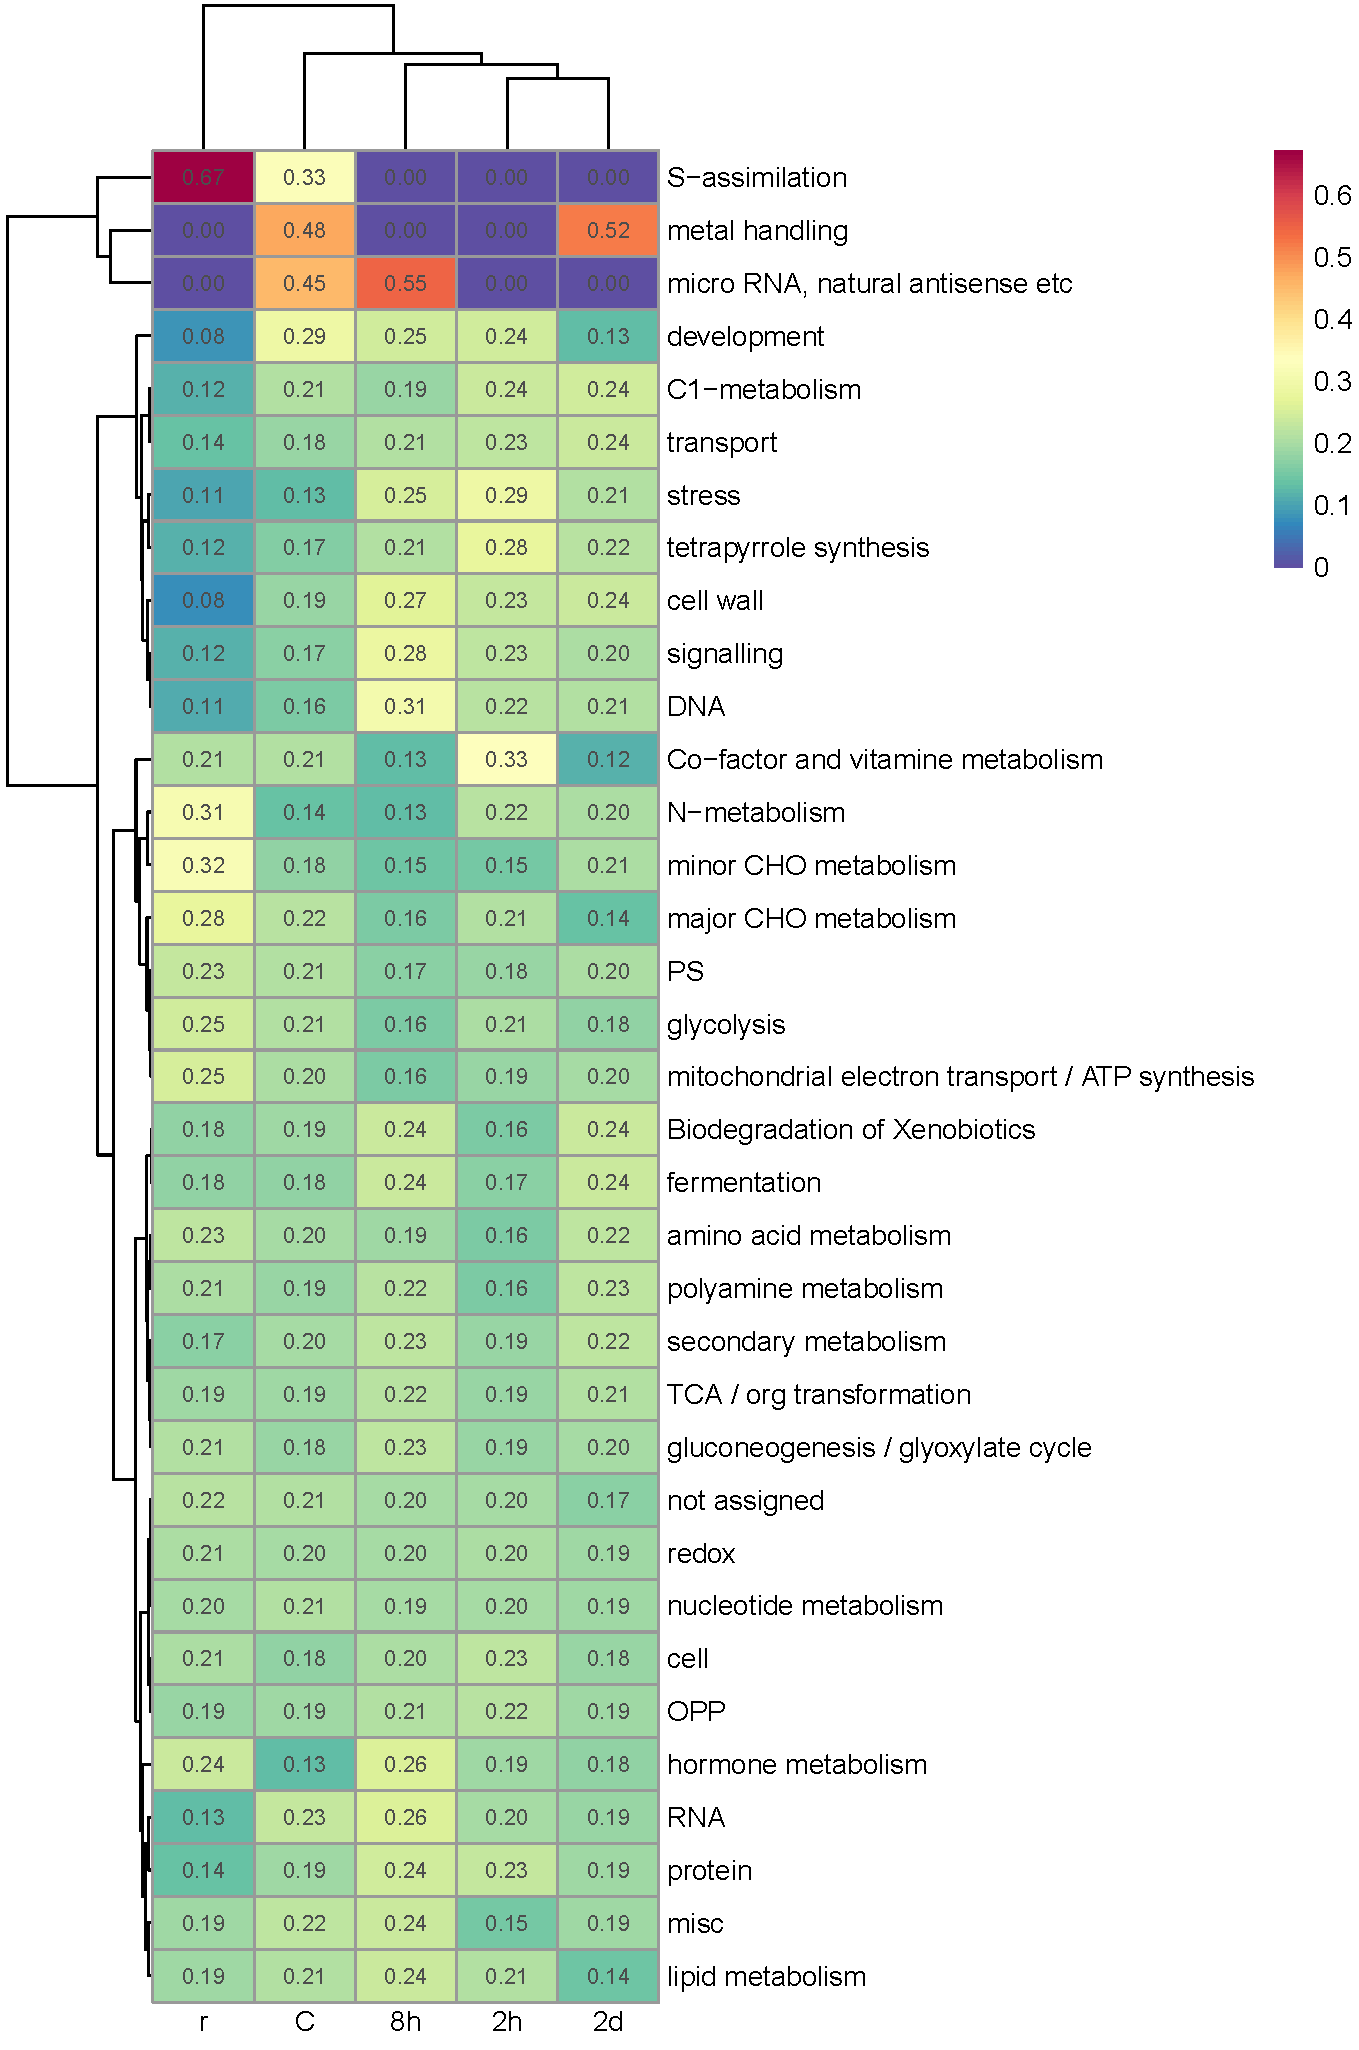 0.67 0.33 0.00 0.00 0.00 S−assimilation
0.00 0.48 0.00 0.00 0.52 metal handling
0.00 0.45 0.55 0.00 0.00 micro RNA, natural antisense etc
0.08 0.29 0.25 0.24 0.13 development
0.12 0.21 0.19 0.24 0.24 C1−metabolism
0.14 0.18 0.21 0.23 0.24 transport
0.11 0.13 0.25 0.29 0.21 stress
0.12 0.17 0.21 0.28 0.22 tetrapyrrole synthesis
0.08 0.19 0.27 0.23 0.24 cell wall
0.12 0.17 0.28 0.23 0.20 signalling
0.11 0.16 0.31 0.22 0.21 DNA
0.21 0.21 0.13 0.33 0.12 Co−factor and vitamine metabolism
0.31 0.14 0.13 0.22 0.20 N−metabolism
0.32 0.18 0.15 0.15 0.21 minor CHO metabolism
0.28 0.22 0.16 0.21 0.14 major CHO metabolism
0.23 0.21 0.17 0.18 0.20 PS
0.25 0.21 0.16 0.21 0.18 glycolysis
0.25 0.20 0.16 0.19 0.20 mitochondrial electron transport / ATP synthesis
0.18 0.19 0.24 0.16 0.24 Biodegradation of Xenobiotics
0.18 0.18 0.24 0.17 0.24 fermentation
0.23 0.20 0.19 0.16 0.22 amino acid metabolism
0.21 0.19 0.22 0.16 0.23 polyamine metabolism
0.17 0.20 0.23 0.19 0.22 secondary metabolism
0.19 0.19 0.22 0.19 0.21 TCA / org transformation
0.21 0.18 0.23 0.19 0.20 gluconeogenesis / glyoxylate cycle
0.22 0.21 0.20 0.20 0.17 not assigned
0.21 0.20 0.20 0.20 0.19 redox
0.20 0.21 0.19 0.20 0.19 nucleotide metabolism
0.21 0.18 0.20 0.23 0.18 cell
0.19 0.19 0.21 0.22 0.19 OPP
0.24 0.13 0.26 0.19 0.18 hormone metabolism
0.13 0.23 0.26 0.20 0.19 RNA
0.14 0.19 0.24 0.23 0.19 protein
0.19 0.22 0.24 0.15 0.19 misc
0.19 0.21 0.24 0.21 0.14 lipid metabolism
r C 8h 2h 2d
0.6
0.5
0.4
0.3
0.2
0.1
0